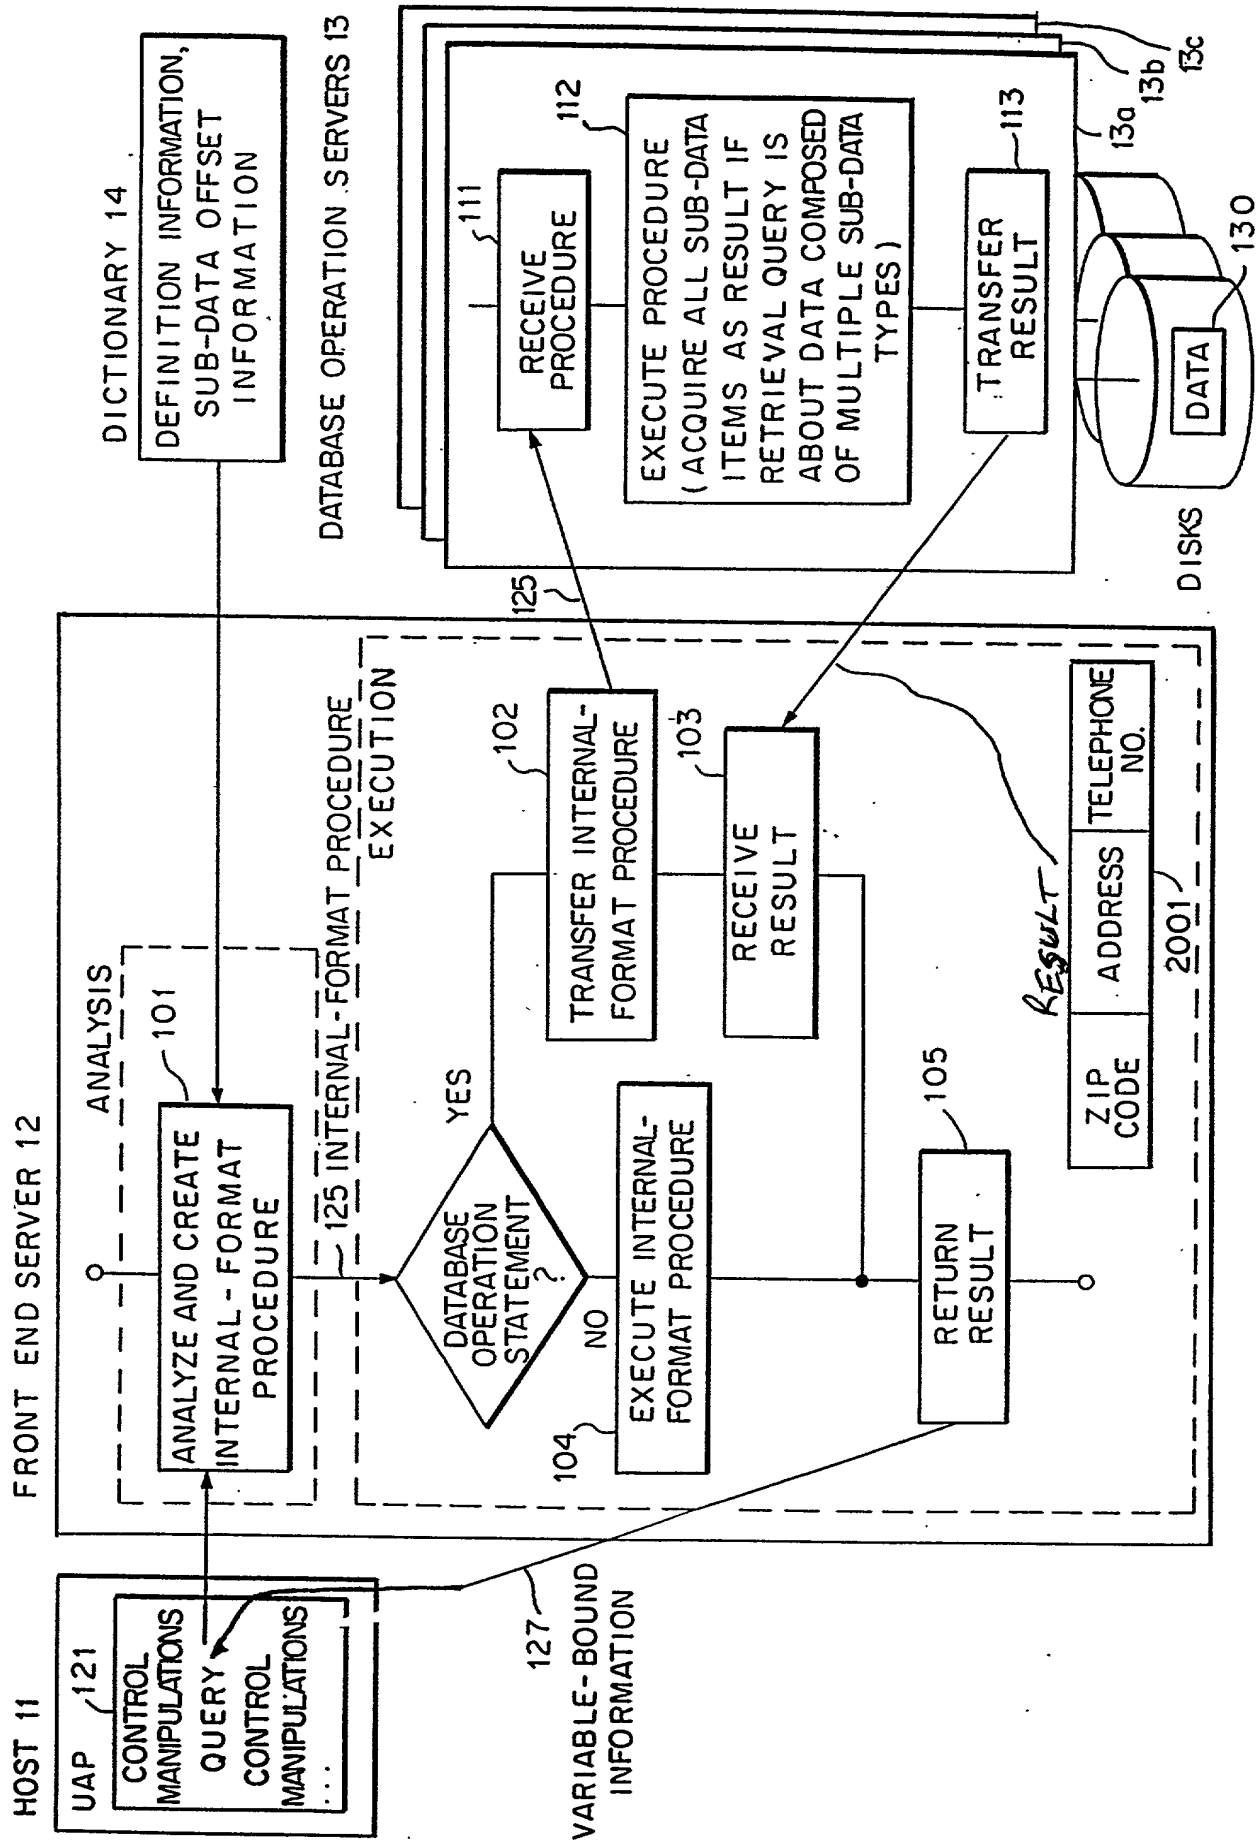 HOST 11
UAP
121
CONTROL
MANIPULATIONS
QUERY
CONTROL
MANIPULATIONS
...
127
VARIABLE-BOUND
INFORMATION
FRONT END SERVER 12
ANALYSIS
101
ANALYZE AND CREATE
INTERNAL-FORMAT
PROCEDURE
125 INTERNAL-FORMAT PROCEDURE
EXECUTION
DATABASE
OPERATION
STATEMENT
?
YES
NO
102
TRANSFER INTERNAL-
FORMAT PROCEDURE
103
RECEIVE
RESULT
104
EXECUTE INTERNAL-
FORMAT PROCEDURE
105
RETURN
RESULT
RESULT
ZIP
CODE
ADDRESS
TELEPHONE
NO.
2001
DICTIONARY 14
DEFINITION INFORMATION,
SUB-DATA OFFSET
INFORMATION
DATABASE OPERATION SERVERS 13
125
111
RECEIVE
PROCEDURE
112
EXECUTE PROCEDURE
(ACQUIRE ALL SUB-DATA
ITEMS AS RESULT IF
RETRIEVAL QUERY IS
ABOUT DATA COMPOSED
OF MULTIPLE SUB-DATA
TYPES)
113
TRANSFER
RESULT
13a
13b
13c
DISKS
DATA
130